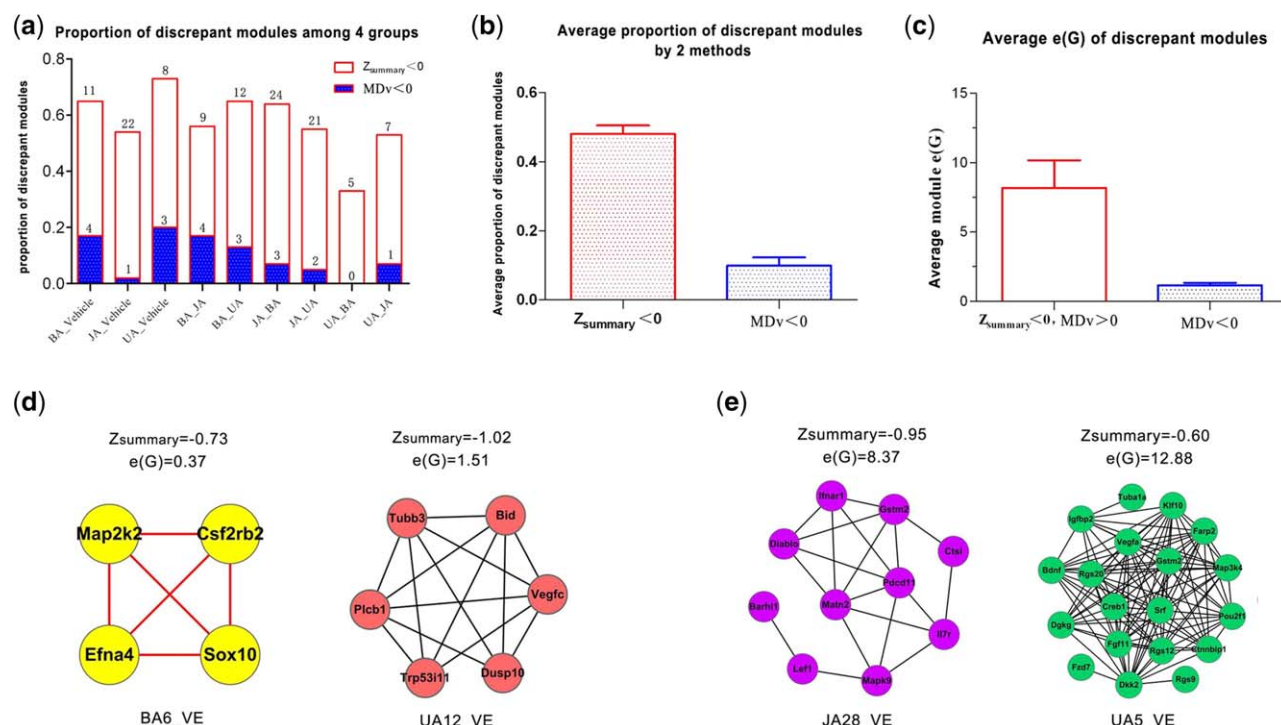 (a)
Proportion of discrepant modules among 4 groups
proportion of discrepant modules
0.8
0.6
0.4
0.2
0.0
Zsummary<0
MDv<0
11
22
8
9
12
24
21
5
7
4
1
3
4
3
3
2
0
1
BA_Vehicle
JA_Vehicle
UA_Vehicle
BA_JA
BA_UA
JA_BA
JA_UA
UA_BA
UA_JA
(b)
Average proportion of discrepant modules
by 2 methods
Average proportion of discrepant modules
0.6
0.4
0.2
0.0
Zsummary<0
MDv<0
(c)
Average e(G) of discrepant modules
Average module e(G)
15
10
5
0
Zsummary<0, MDv>0
MDv<0
(d)
Zsummary=-0.73
e(G)=0.37
Map2k2
Csf2rb2
Efna4
Sox10
BA6_VE
Zsummary=-1.02
e(G)=1.51
Tubb3
Bid
Plcb1
Vegfc
Trp53i11
Dusp10
UA12_VE
(e)
Zsummary=-0.95
e(G)=8.37
Ifnar1
Gstm2
Diablo
Ctsl
Pdcd11
Barhl1
Matn2
Il7r
Lef1
Mapk9
JA28_VE
Zsummary=-0.60
e(G)=12.88
Tuba1a
Klf10
Igfbp2
Farp2
Vegfa
Gstm2
Bdnf
Rgs20
Map3k4
Creb1
Srf
Pou2f1
Dgkg
Fgf11
Rgs12
Ctnnbip1
Fzd7
Dkk2
Rgs9
UA5_VE